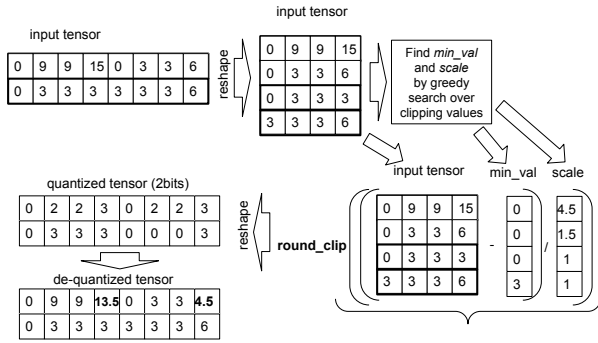 input tensor
0 9 9 15 0 3 3 6
0 3 3 3 3 3 3 6
reshape
input tensor
0 9 9 15
0 3 3 6
0 3 3 3
3 3 3 6
Find min_val
and scale
by greedy
search over
clipping values
input tensor
min_val
scale
0 9 9 15
0 3 3 6
0 3 3 3
3 3 3 6
-
0
0
0
3
/
4.5
1.5
1
1
round_clip
reshape
quantized tensor (2bits)
0 2 2 3 0 2 2 3
0 3 3 3 0 0 0 3
de-quantized tensor
0 9 9 13.5 0 3 3 4.5
0 3 3 3 3 3 3 6